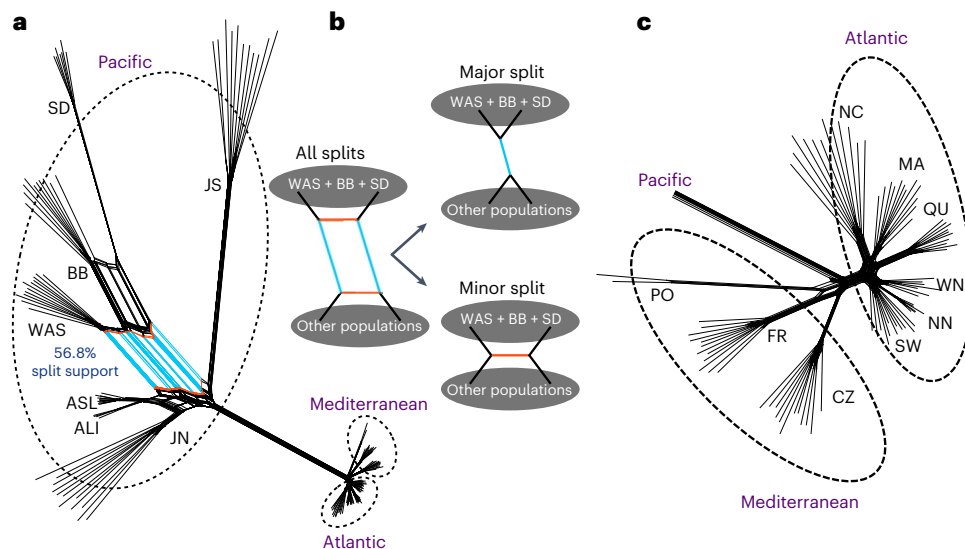 a
Pacific
SD
JS
BB
WAS
56.8%
split support
ASL
ALI
JN
Mediterranean
Atlantic
b
All splits
WAS + BB + SD
Other populations
Major split
WAS + BB + SD
Other populations
Minor split
WAS + BB + SD
Other populations
c
Atlantic
NC
MA
Pacific
QU
PO
WN
NN
FR
SW
CZ
Mediterranean